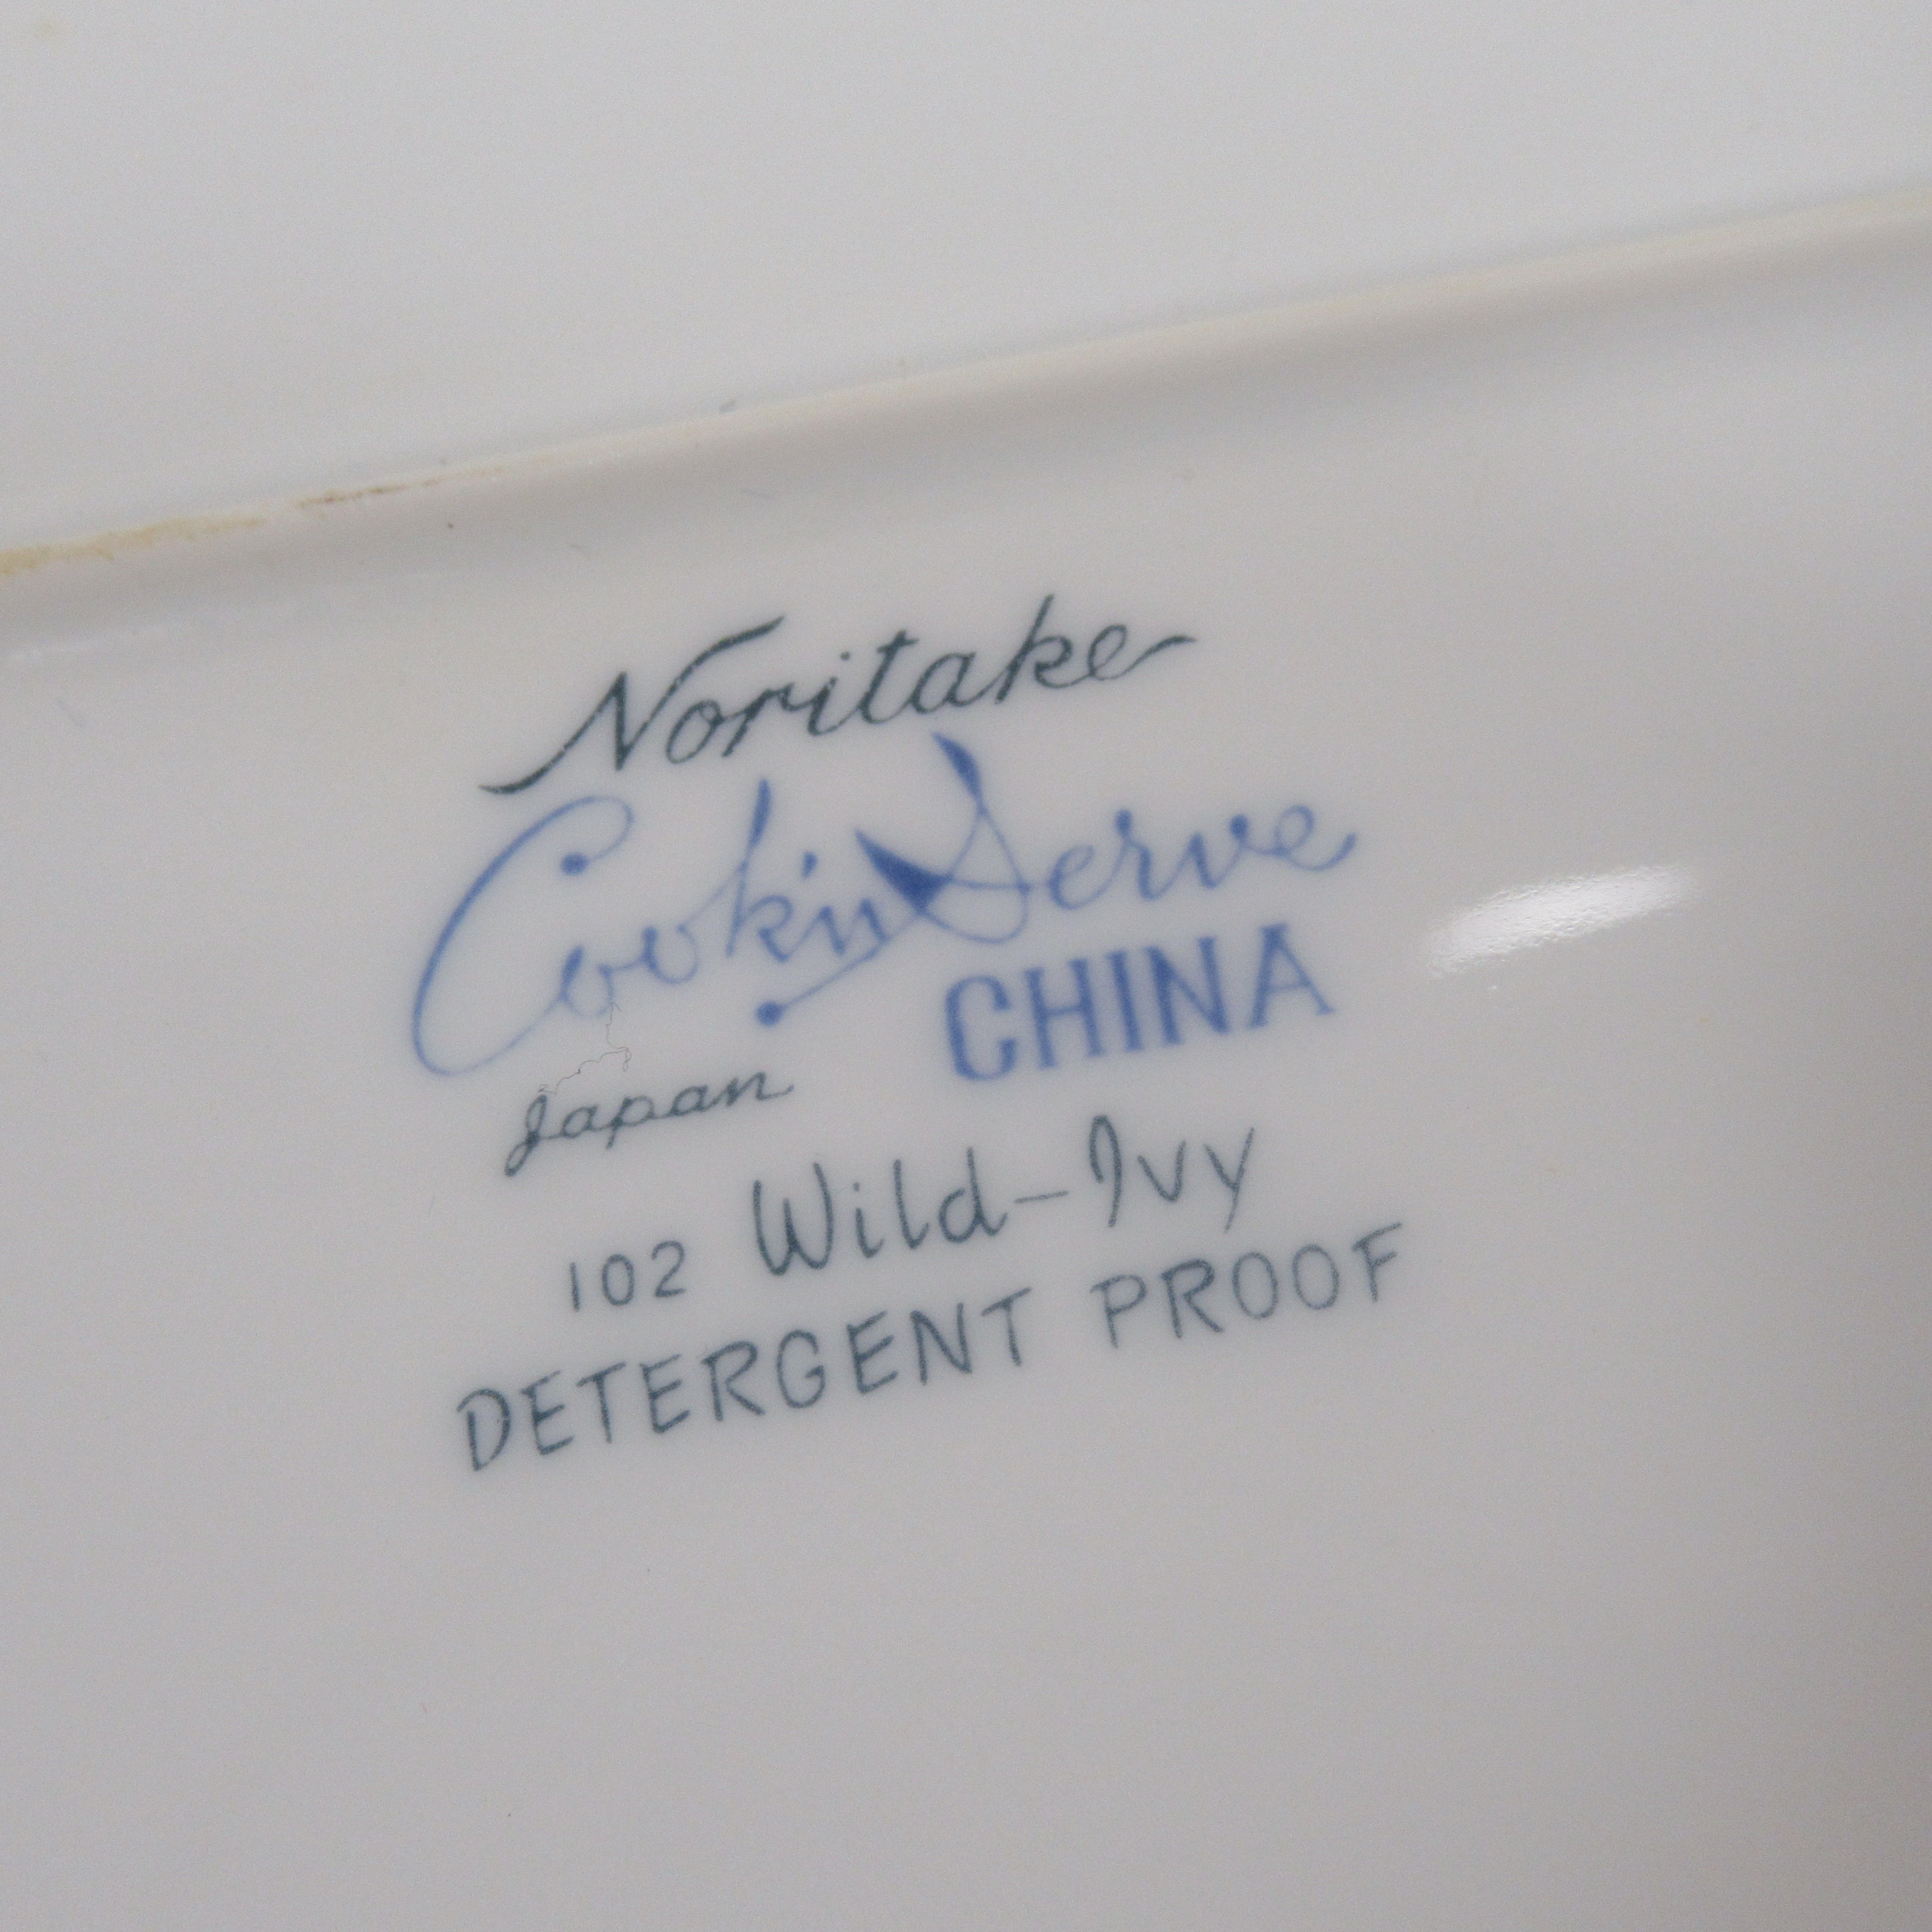 Noritake
Cook'n Serve
CHINA
Japan
102 Wild-Ivy
DETERGENT PROOF